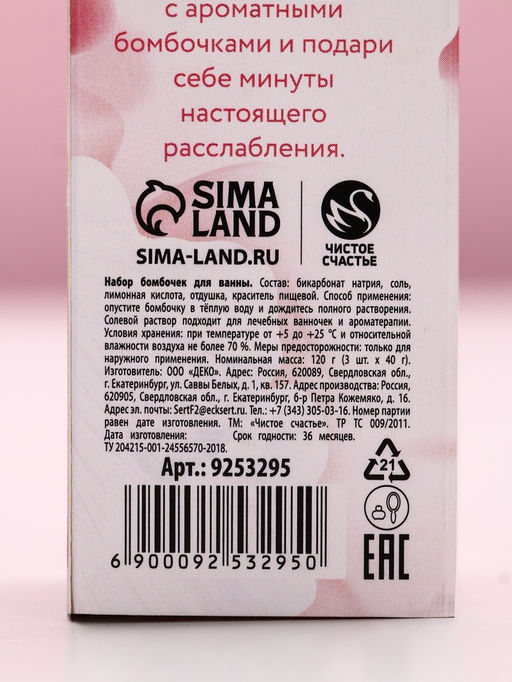 с ароматными
бомбочками и подари
себе минуты
настоящего
расслабления.
SIMA
LAND
SIMA-LAND.RU
ЧИСТОЕ
СЧАСТЬЕ
Набор бомбочек для ванны. Состав: бикарбонат натрия, соль,
лимонная кислота, отдушка, краситель пищевой. Способ применения:
опустите бомбочку в тёплую воду и дождитесь полного растворения.
Солевой раствор подходит для лечебных ванночек и ароматерапии.
Условия хранения: при температуре от +5 до +25 °С и относительной
влажности воздуха не более 70 %. Меры предосторожности: только для
наружного применения. Номинальная масса: 120 г (3 шт. х 40 г).
Изготовитель: ООО «ДЕКО». Адрес: Россия, 620089, Свердловская обл.,
г. Екатеринбург, ул. Саввы Белых, д. 1, кв. 157. Адрес производства: Россия,
620905, Свердловская обл., г. Екатеринбург, б-р Петра Кожемяко, д. 16.
Адрес эл. почты: SertF2@ecksert.ru. Тел.: +7 (343) 305-03-16. Номер партии
равен дате изготовления. ТМ: «Чистое счастье». ТР ТС 009/2011.
Дата изготовления: Срок годности: 36 месяцев.
ТУ 204215-001-24556570-2018.
Арт.: 9253295
21
6 900092 532950
EAC